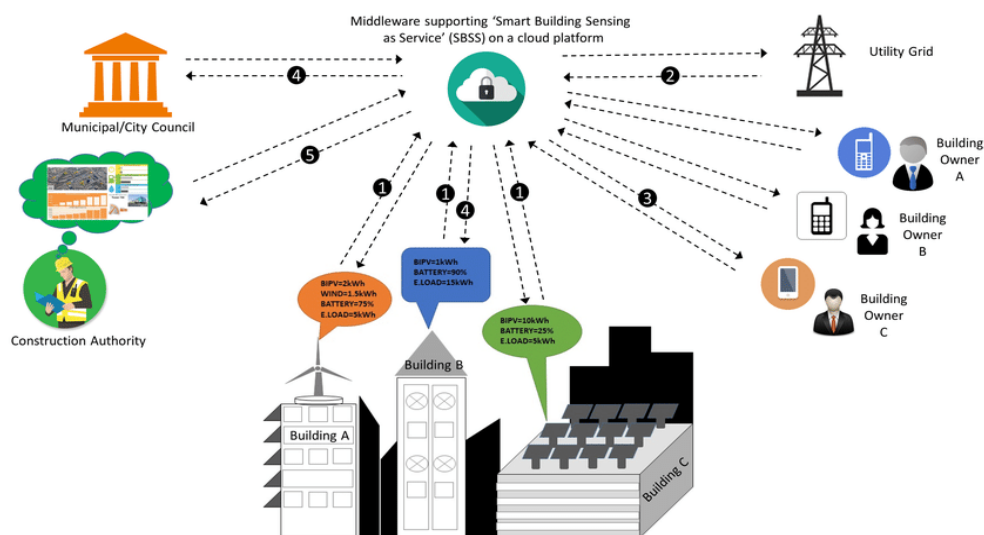 Middleware supporting ‘Smart Building Sensing
as Service’ (SBSS) on a cloud platform
Municipal/City Council
4
2
Utility Grid
5
Building
Owner
A
1
1
4
1
3
Building
Owner
B
Building
Owner
C
Construction Authority
BIPV=2kWh
WIND=1.5kWh
BATTERY=75%
E.LOAD=5kWh
BIPV=1kWh
BATTERY=90%
E.LOAD=15kWh
BIPV=10kWh
BATTERY=25%
E.LOAD=5kWh
Building A
Building B
Building C